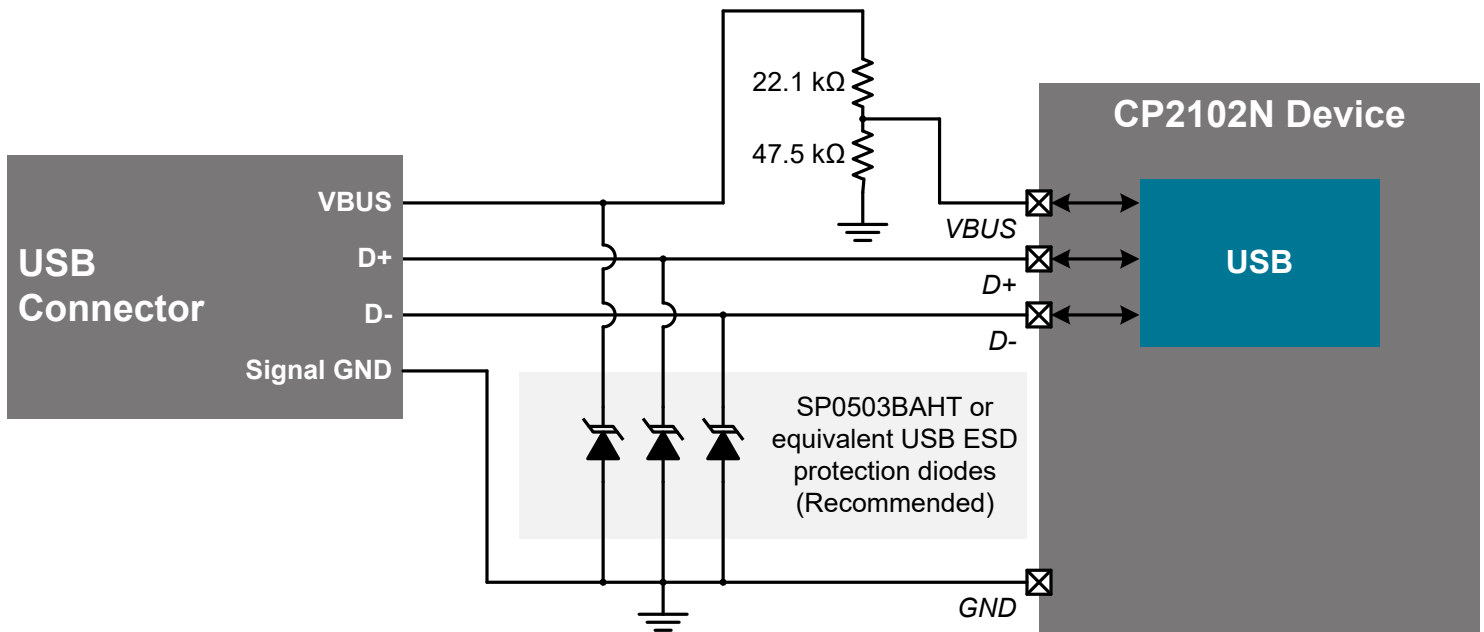 22.1 kΩ
47.5 kΩ
CP2102N Device
USB
Connector
VBUS
D+
D-
Signal GND
VBUS
D+
D-
USB
SP0503BAHT or
equivalent USB ESD
protection diodes
(Recommended)
GND